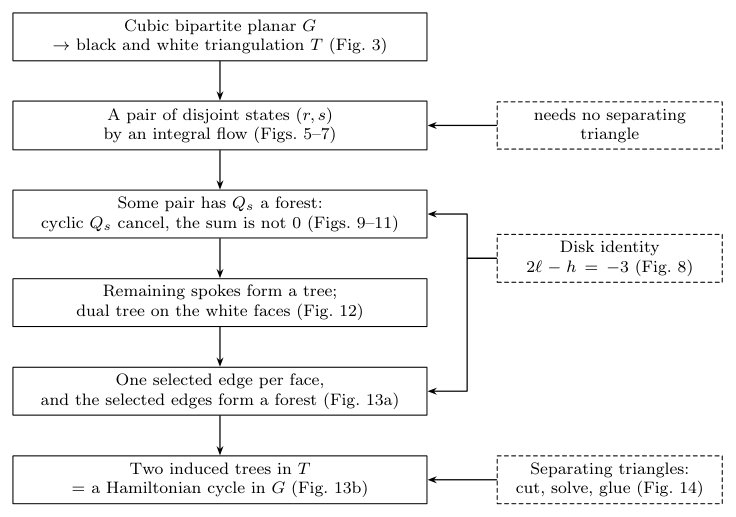 Cubic bipartite planar G
→ black and white triangulation T (Fig. 3)
A pair of disjoint states (r, s)
by an integral flow (Figs. 5–7)
needs no separating
triangle
Some pair has Qₛ a forest:
cyclic Qₛ cancel, the sum is not 0 (Figs. 9–11)
Disk identity
2ℓ − h = −3 (Fig. 8)
Remaining spokes form a tree;
dual tree on the white faces (Fig. 12)
One selected edge per face,
and the selected edges form a forest (Fig. 13a)
Two induced trees in T
= a Hamiltonian cycle in G (Fig. 13b)
Separating triangles:
cut, solve, glue (Fig. 14)